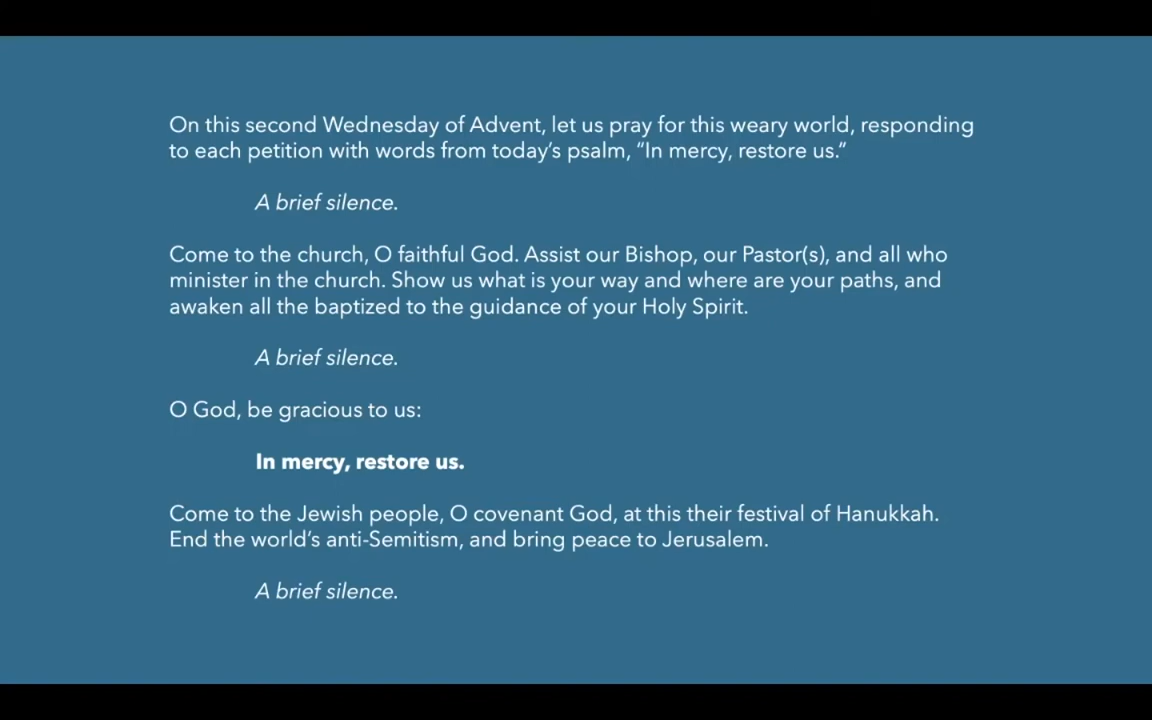 On this second Wednesday of Advent, let us pray for this weary world, responding
to each petition with words from today’s psalm, “In mercy, restore us.”
A brief silence.
Come to the church, O faithful God. Assist our Bishop, our Pastor(s), and all who
minister in the church. Show us what is your way and where are your paths, and
awaken all the baptized to the guidance of your Holy Spirit.
A brief silence.
O God, be gracious to us:
In mercy, restore us.
Come to the Jewish people, O covenant God, at this their festival of Hanukkah.
End the world’s anti-Semitism, and bring peace to Jerusalem.
A brief silence.